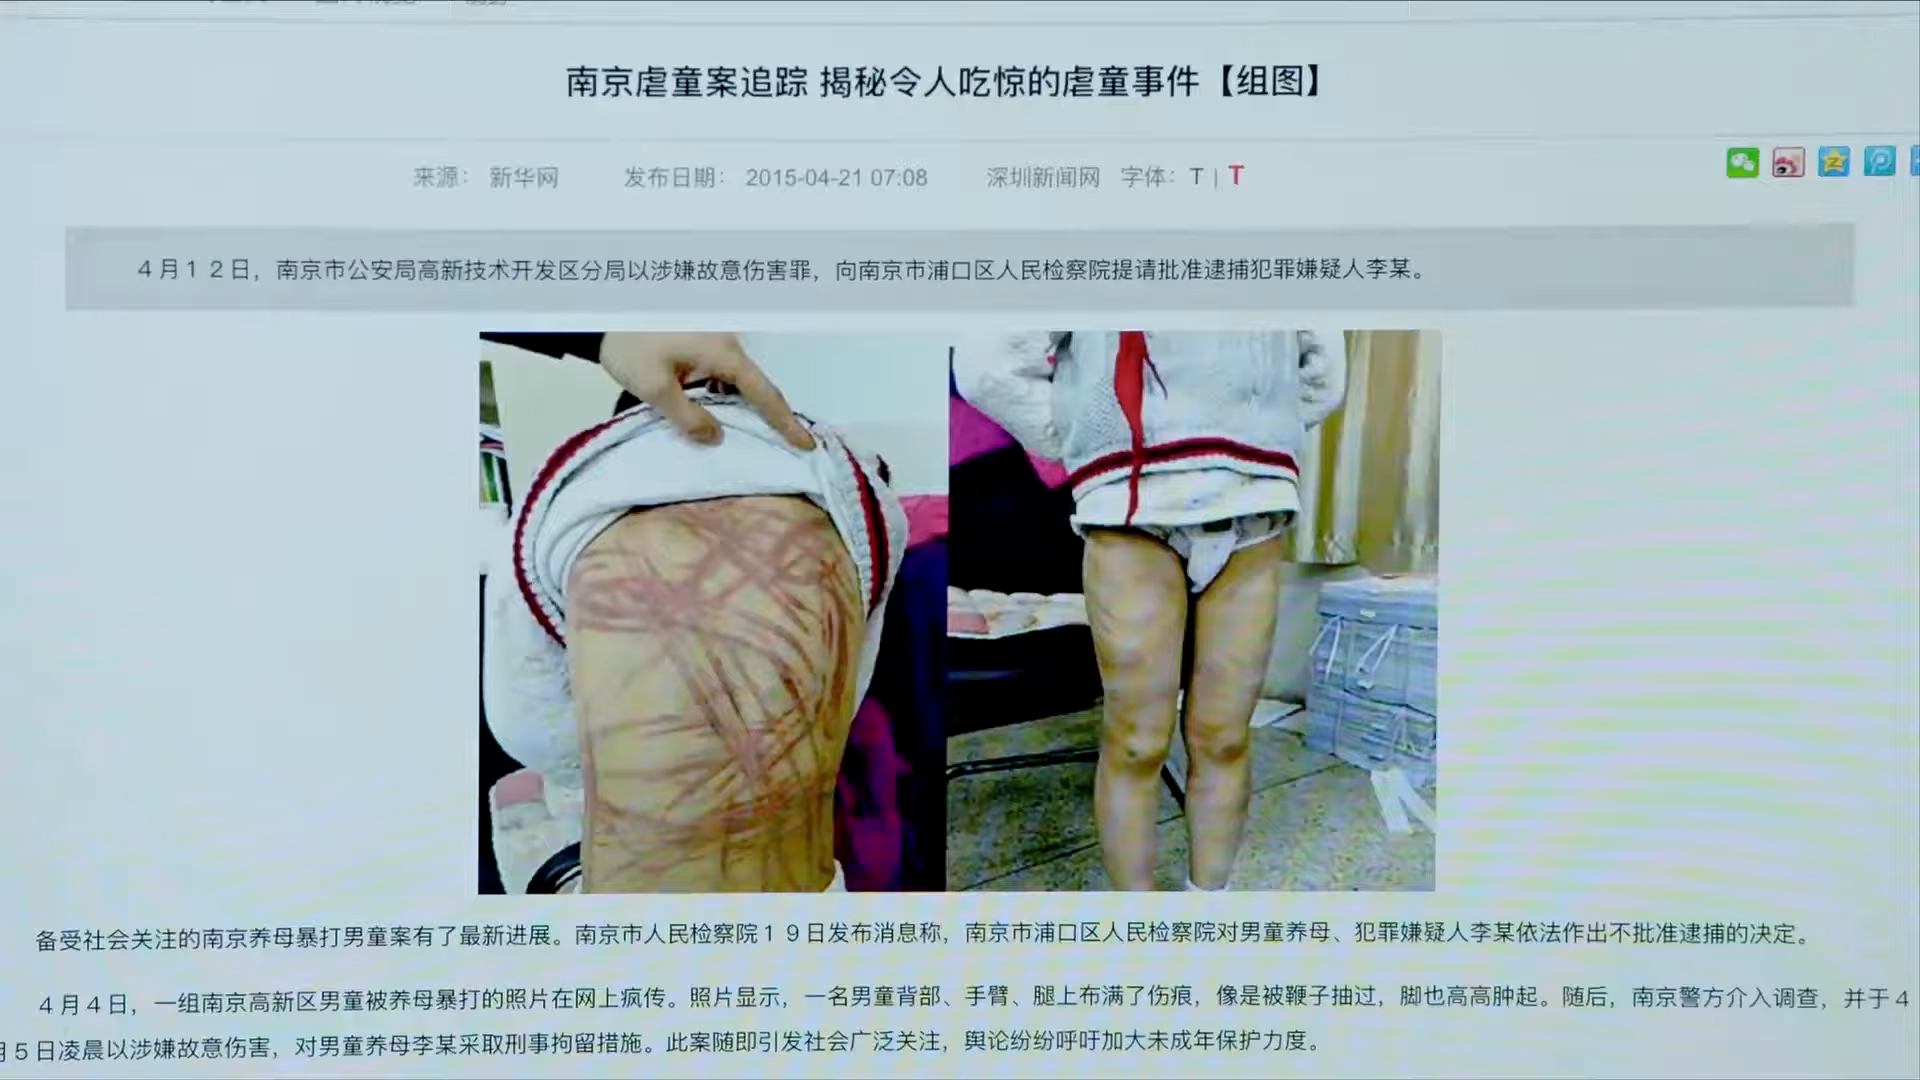 南京虐童案追踪 揭秘令人吃惊的虐童事件【组图】
来源： 新华网 发布日期： 2015-04-21 07:08 深圳新闻网 字体： T | T
4月12日，南京市公安局高新技术开发区分局以涉嫌故意伤害罪，向南京市浦口区人民检察院提请批准逮捕犯罪嫌疑人李某。
备受社会关注的南京养母暴打男童案有了最新进展。南京市人民检察院19日发布消息称，南京市浦口区人民检察院对男童养母、犯罪嫌疑人李某依法作出不批准逮捕的决定。
4月4日，一组南京高新区男童被养母暴打的照片在网上疯传。照片显示，一名男童背部、手臂、腿上布满了伤痕，像是被鞭子抽过，脚也高高肿起。随后，南京警方介入调查，并于4
月5日凌晨以涉嫌故意伤害，对男童养母李某采取刑事拘留措施。此案随即引发社会广泛关注，舆论纷纷呼吁加大未成年保护力度。